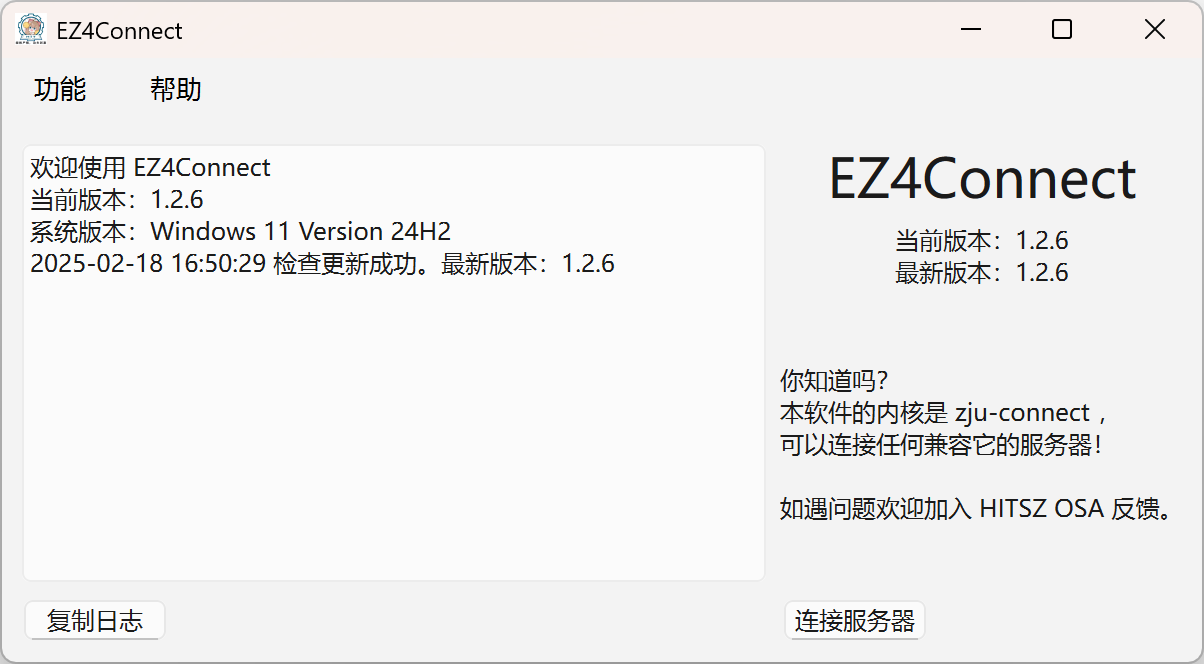 EZ4Connect
功能 帮助
欢迎使用 EZ4Connect
当前版本：1.2.6
系统版本：Windows 11 Version 24H2
2025-02-18 16:50:29 检查更新成功。最新版本：1.2.6
EZ4Connect
当前版本：1.2.6
最新版本：1.2.6
你知道吗？
本软件的内核是 zju-connect ，
可以连接任何兼容它的服务器！
如遇问题欢迎加入 HITSZ OSA 反馈。
复制日志
连接服务器